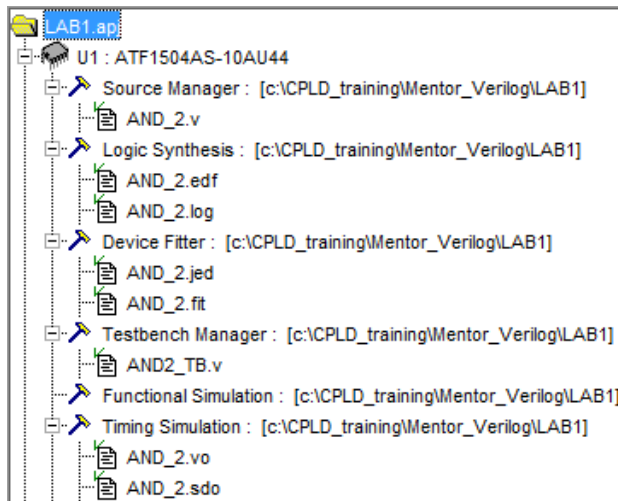 LAB1.apj
U1 : ATF1504AS-10AU44
Source Manager : [c:\CPLD_training\Mentor_Verilog\LAB1]
AND_2.v
Logic Synthesis : [c:\CPLD_training\Mentor_Verilog\LAB1]
AND_2.edf
AND_2.log
Device Fitter : [c:\CPLD_training\Mentor_Verilog\LAB1]
AND_2.jed
AND_2.fit
Testbench Manager : [c:\CPLD_training\Mentor_Verilog\LAB1]
AND2_TB.v
Functional Simulation : [c:\CPLD_training\Mentor_Verilog\LAB1]
Timing Simulation : [c:\CPLD_training\Mentor_Verilog\LAB1]
AND_2.vo
AND_2.sdo